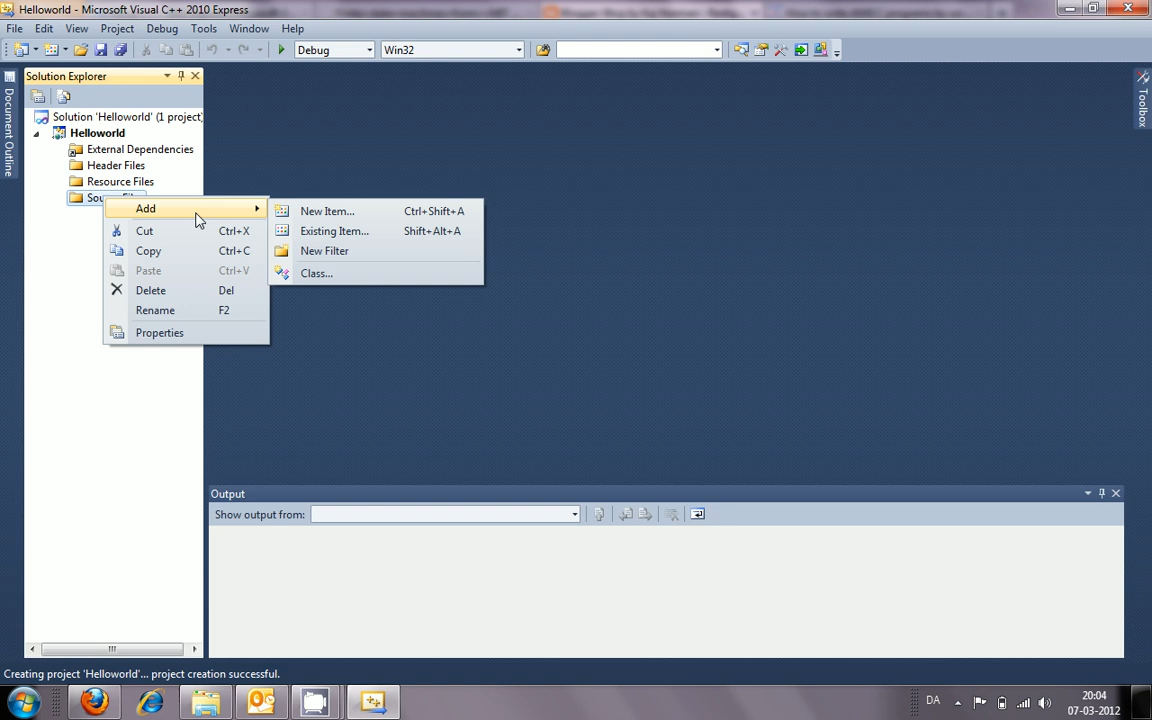 Helloworld - Microsoft Visual C++ 2010 Express
File Edit View Project Debug Tools Window Help
Debug Win32
Solution Explorer
Document Outline
Toolbox
Solution 'Helloworld' (1 project)
Helloworld
External Dependencies
Header Files
Resource Files
Add
Cut Ctrl+X
Copy Ctrl+C
Paste Ctrl+V
Delete Del
Rename F2
Properties
New Item... Ctrl+Shift+A
Existing Item... Shift+Alt+A
New Filter
Class...
Output
Show output from:
Creating project 'Helloworld'... project creation successful.
DA
20:04
07-03-2012